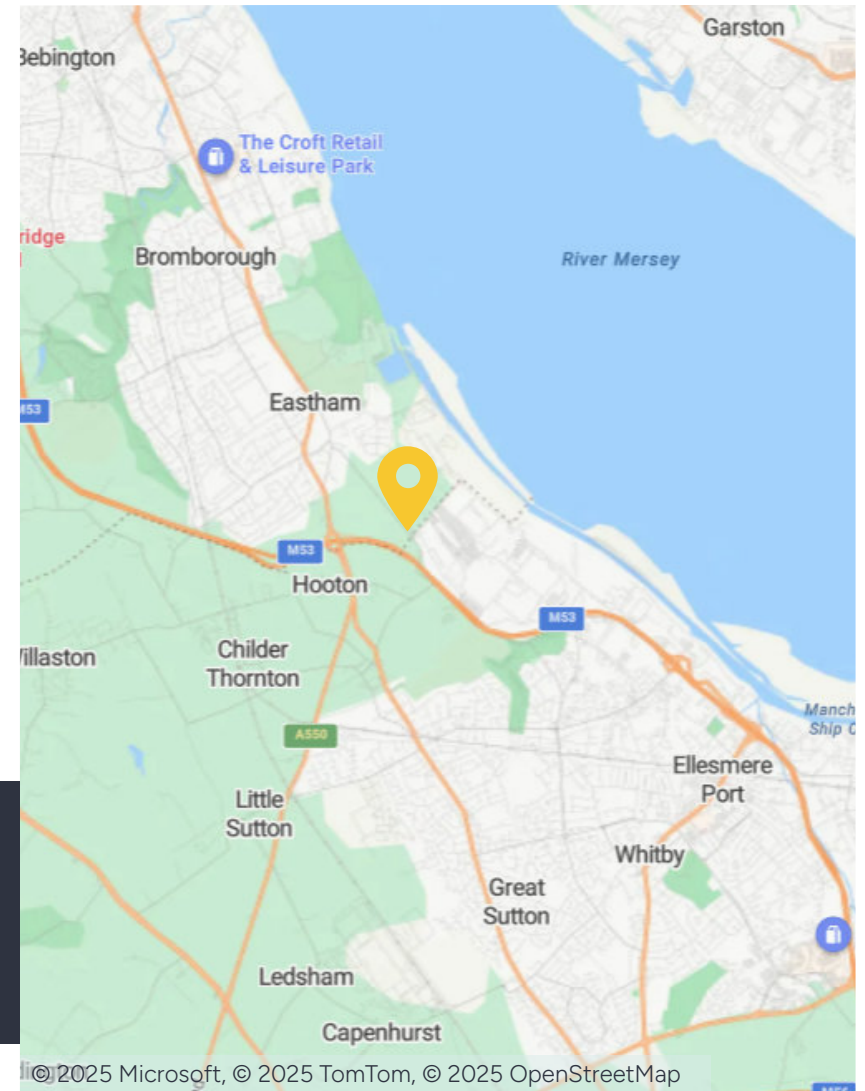 Garston
Bebington
The Croft Retail
& Leisure Park
ridge
Bromborough
River Mersey
M53
Eastham
M53
Hooton
M53
Childer
Thornton
illaston
Manch
Ship C
A550
Ellesmere
Port
Little
Sutton
Whitby
Great
Sutton
Ledsham
Capenhurst
© 2025 Microsoft, © 2025 TomTom, © 2025 OpenStreetMap